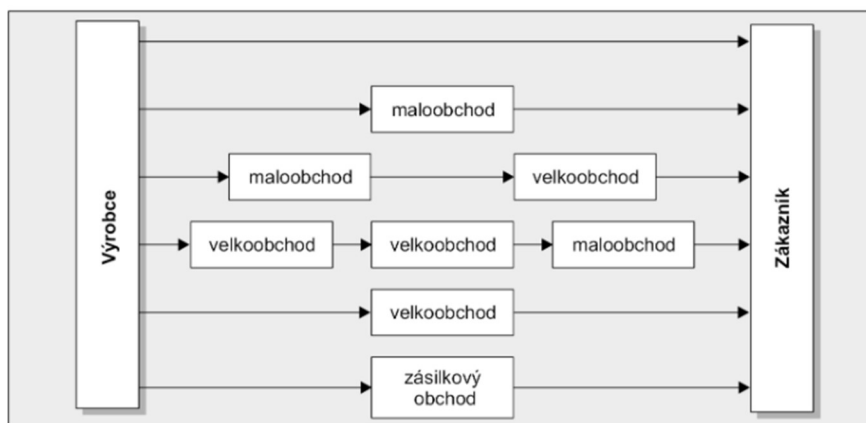 Výrobce
maloobchod
maloobchod
velkoobchod
velkoobchod
velkoobchod
maloobchod
velkoobchod
zásilkový
obchod
Zákazník